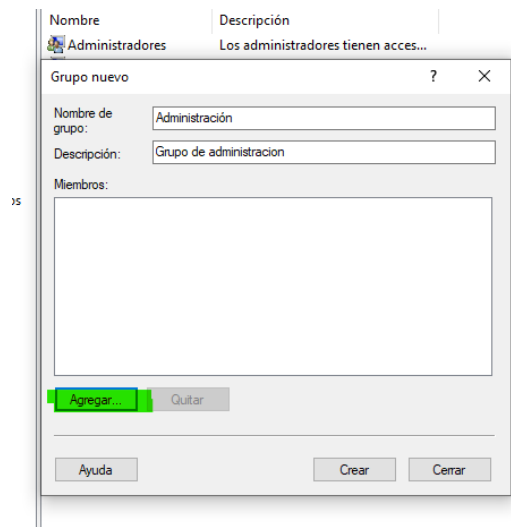 Nombre Descripción
Administradores Los administradores tienen acces...
Grupo nuevo ? X
Nombre de grupo: Administración
Descripción: Grupo de administracion
Miembros:
os
Agregar... Quitar
Ayuda Crear Cerrar